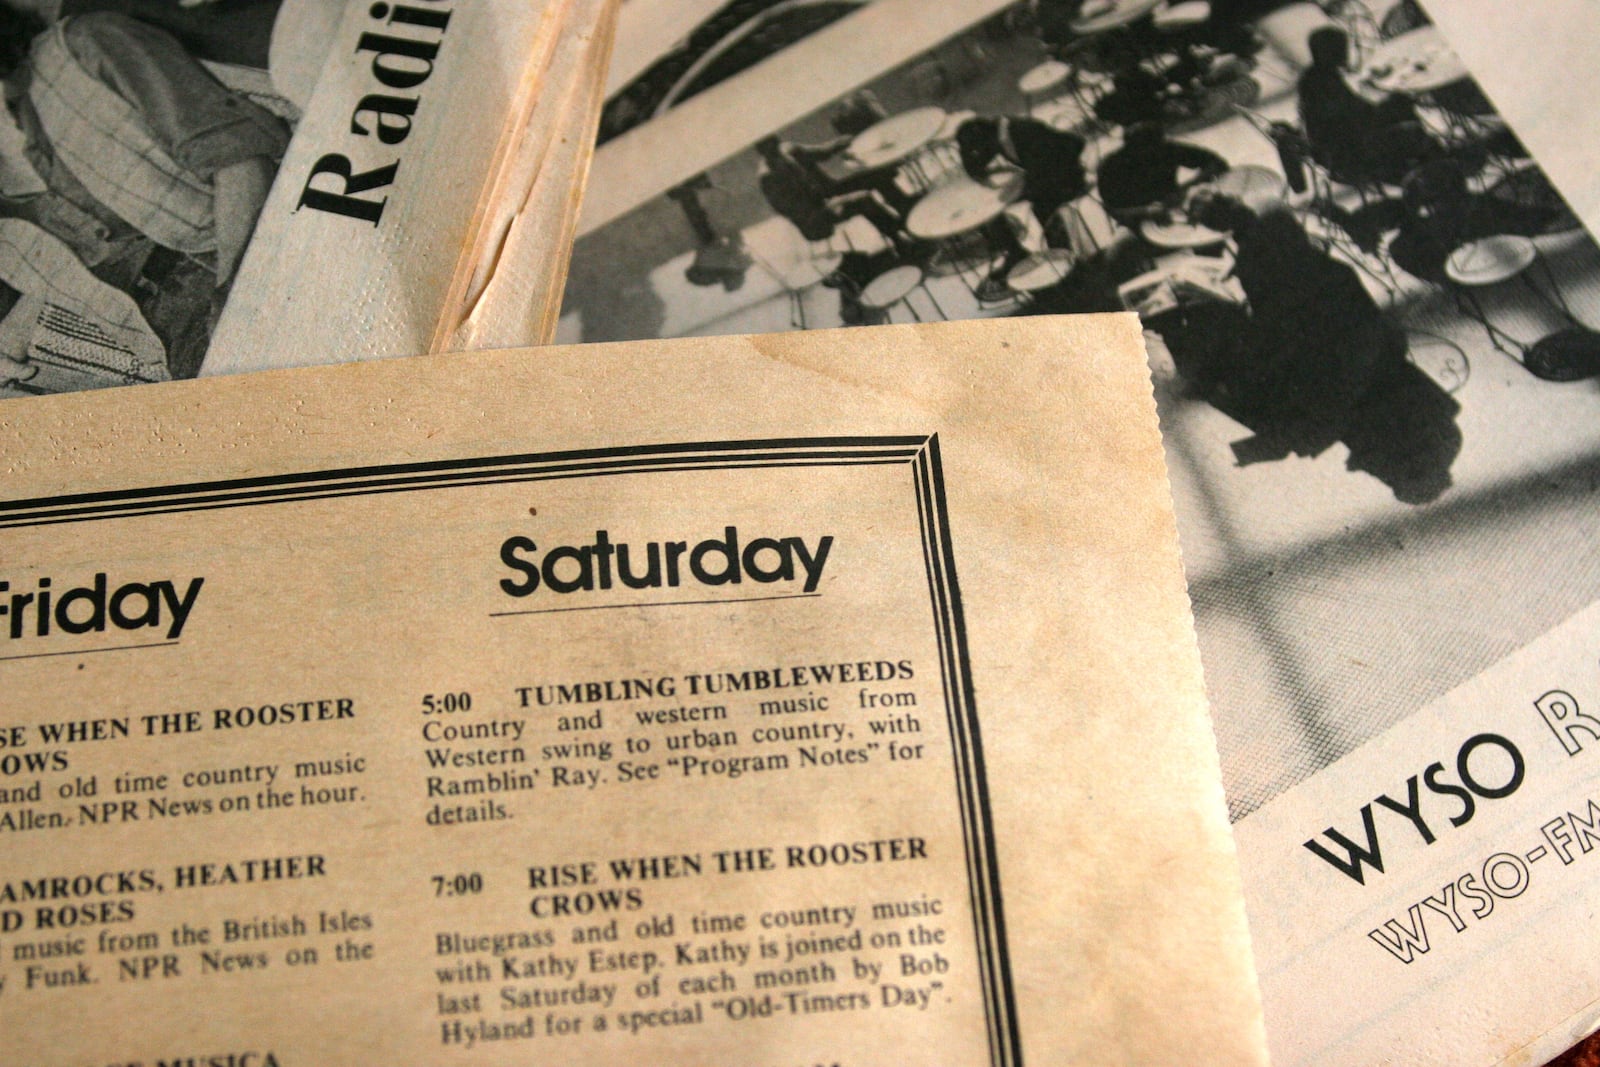 Radio
Friday
SE WHEN THE ROOSTER
OWS
and old time country music
Allen. NPR News on the hour.
AMROCKS, HEATHER
D ROSES
music from the British Isles
y Funk. NPR News on the
MUSICA
Saturday
5:00 TUMBLING TUMBLEWEEDS
Country and western music from
Western swing to urban country, with
Ramblin' Ray. See "Program Notes" for
details.
7:00 RISE WHEN THE ROOSTER
CROWS
Bluegrass and old time country music
with Kathy Estep. Kathy is joined on the
last Saturday of each month by Bob
Hyland for a special "Old-Timers Day".
WYSO R
WYSO-FM